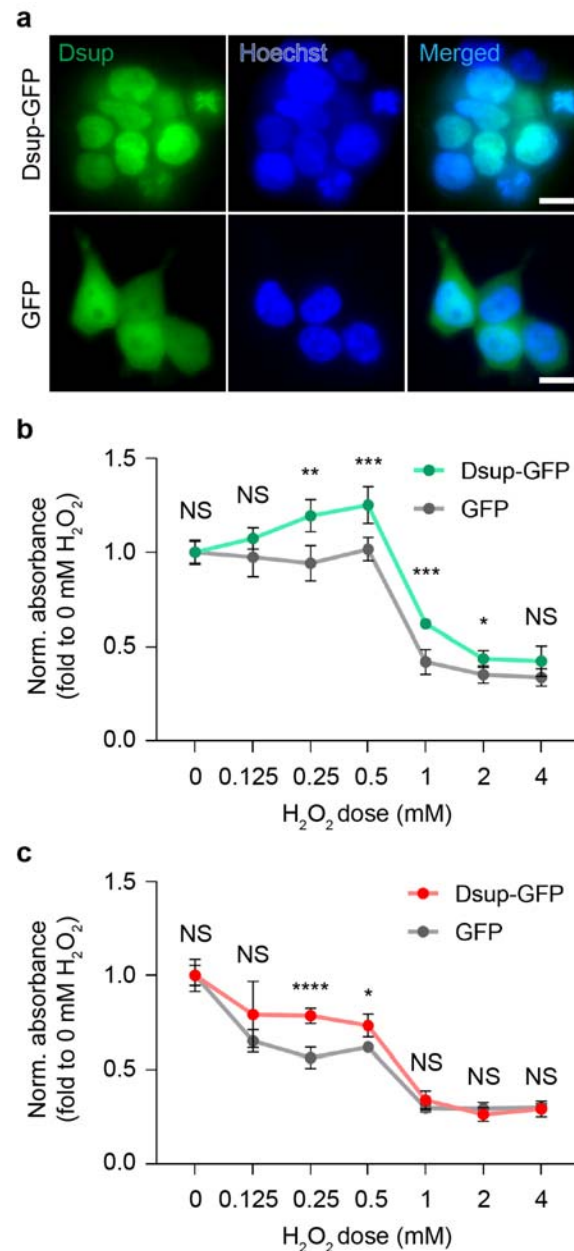 a
Dsup Hoechst Merged
Dsup-GFP
GFP
b
Norm. absorbance
(fold to 0 mM H₂O₂)
1.5
1.0
0.5
0.0
NS NS ** *** *** * NS
Dsup-GFP
GFP
0 0.125 0.25 0.5 1 2 4
H₂O₂ dose (mM)
c
Norm. absorbance
(fold to 0 mM H₂O₂)
1.5
1.0
0.5
0.0
NS NS **** * NS NS NS
Dsup-GFP
GFP
0 0.125 0.25 0.5 1 2 4
H₂O₂ dose (mM)